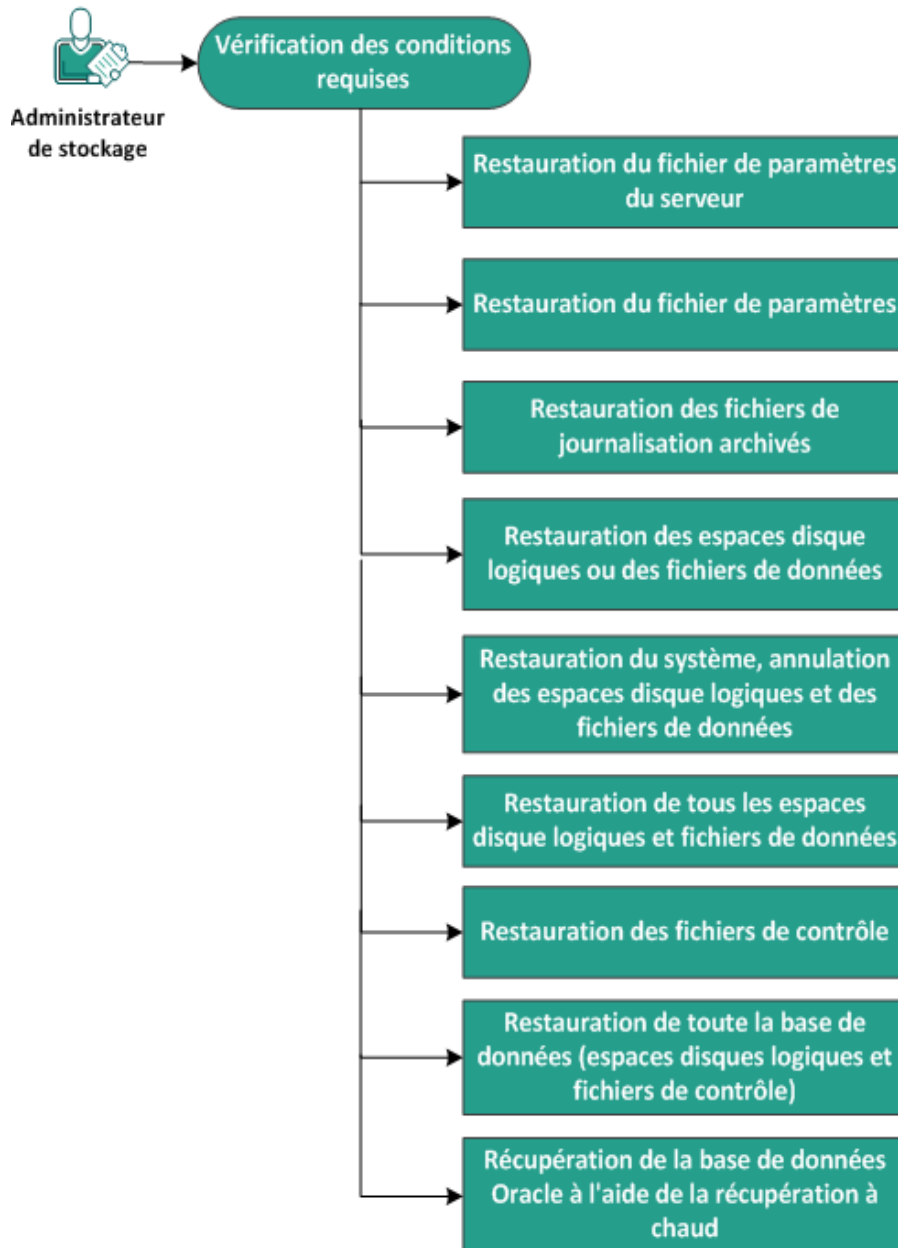 Administrateur
de stockage
Vérification des conditions
requises
Restauration du fichier de paramètres
du serveur
Restauration du fichier de paramètres
Restauration des fichiers de
journalisation archivés
Restauration des espaces disque
logiques ou des fichiers de données
Restauration du système, annulation
des espaces disque logiques et des
fichiers de données
Restauration de tous les espaces
disque logiques et fichiers de données
Restauration des fichiers de contrôle
Restauration de toute la base de
données (espaces disques logiques et
fichiers de contrôle)
Récupération de la base de données
Oracle à l'aide de la récupération à
chaud